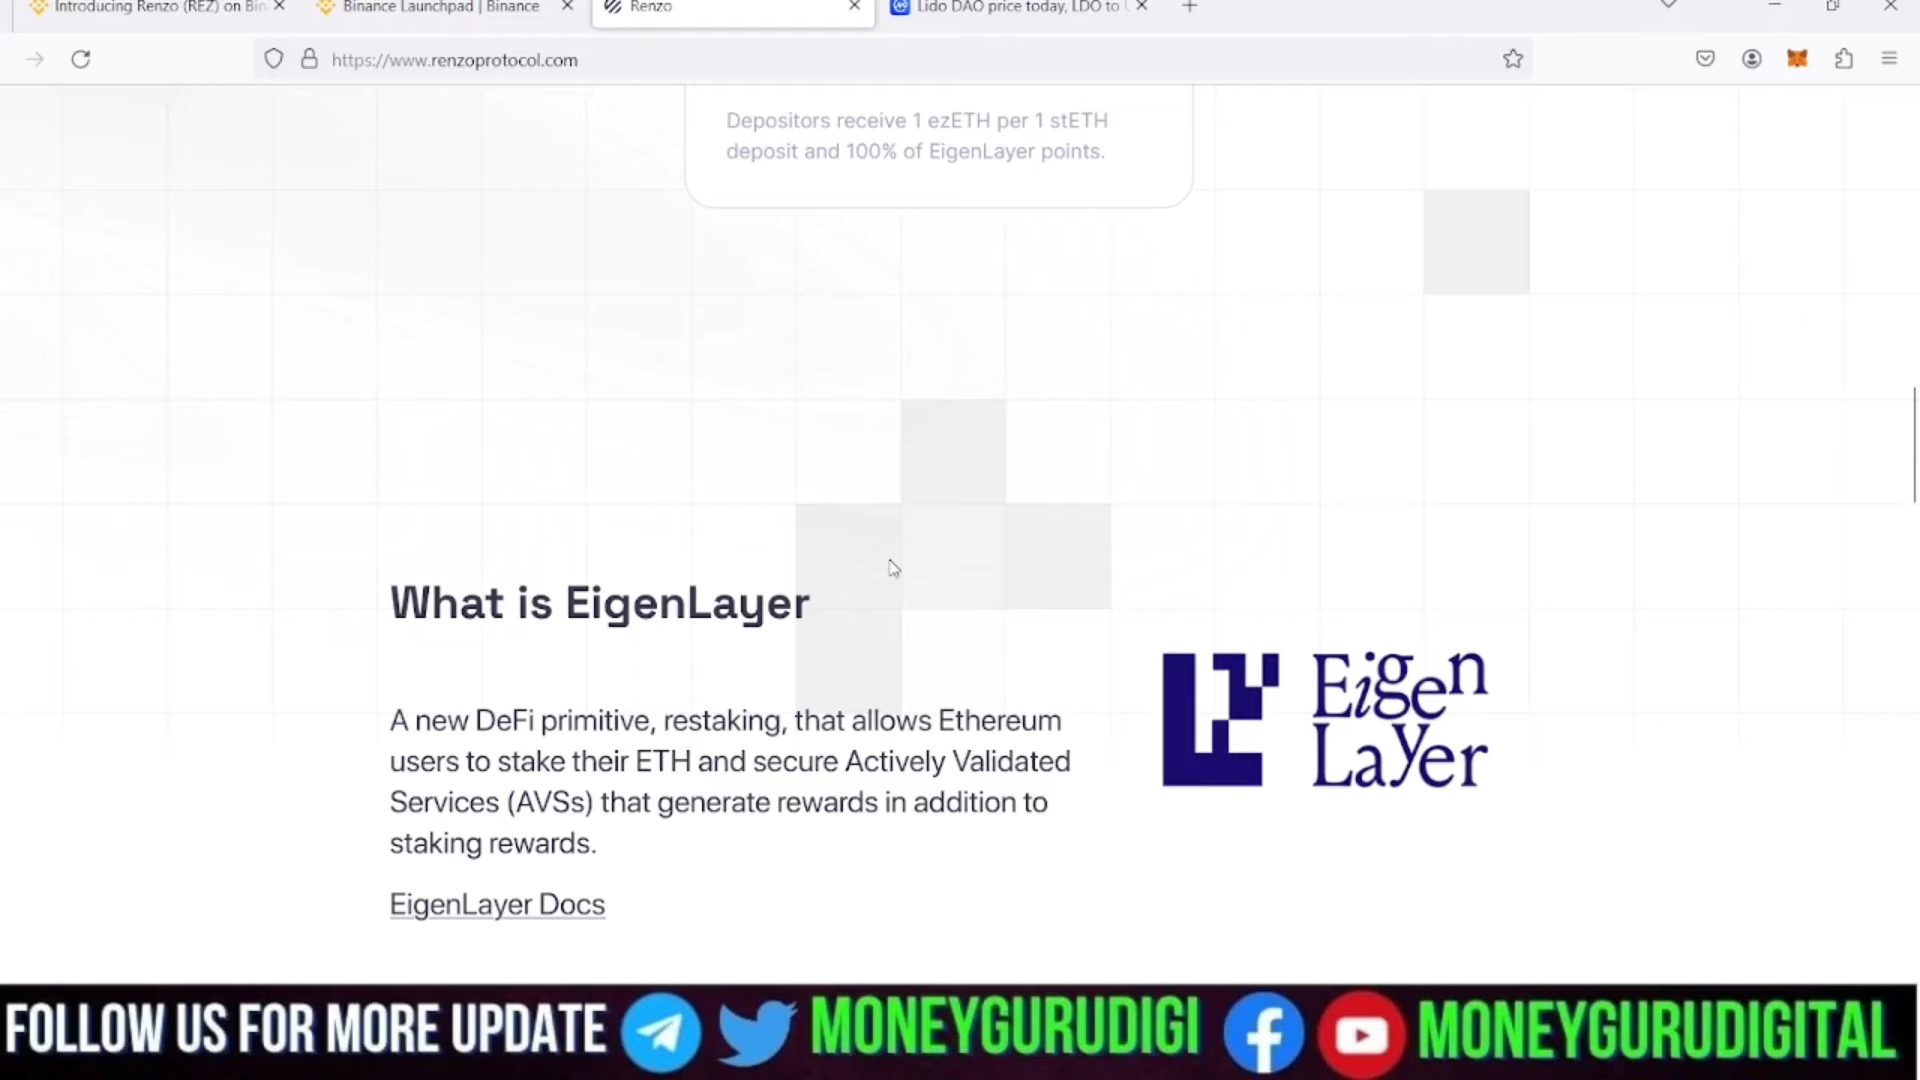 Introducing Renzo (REZ) on Bin
Binance Launchpad | Binance
Renzo
Lido DAO price today, LDO to
https://www.renzoprotocol.com
Depositors receive 1 ezETH per 1 stETH
deposit and 100% of EigenLayer points.
What is EigenLayer
A new DeFi primitive, restaking, that allows Ethereum
users to stake their ETH and secure Actively Validated
Services (AVSs) that generate rewards in addition to
staking rewards.
EigenLayer Docs
Eigen
Layer
FOLLOW US FOR MORE UPDATE MONEYGURUDIGI MONEYGURUDIGITAL